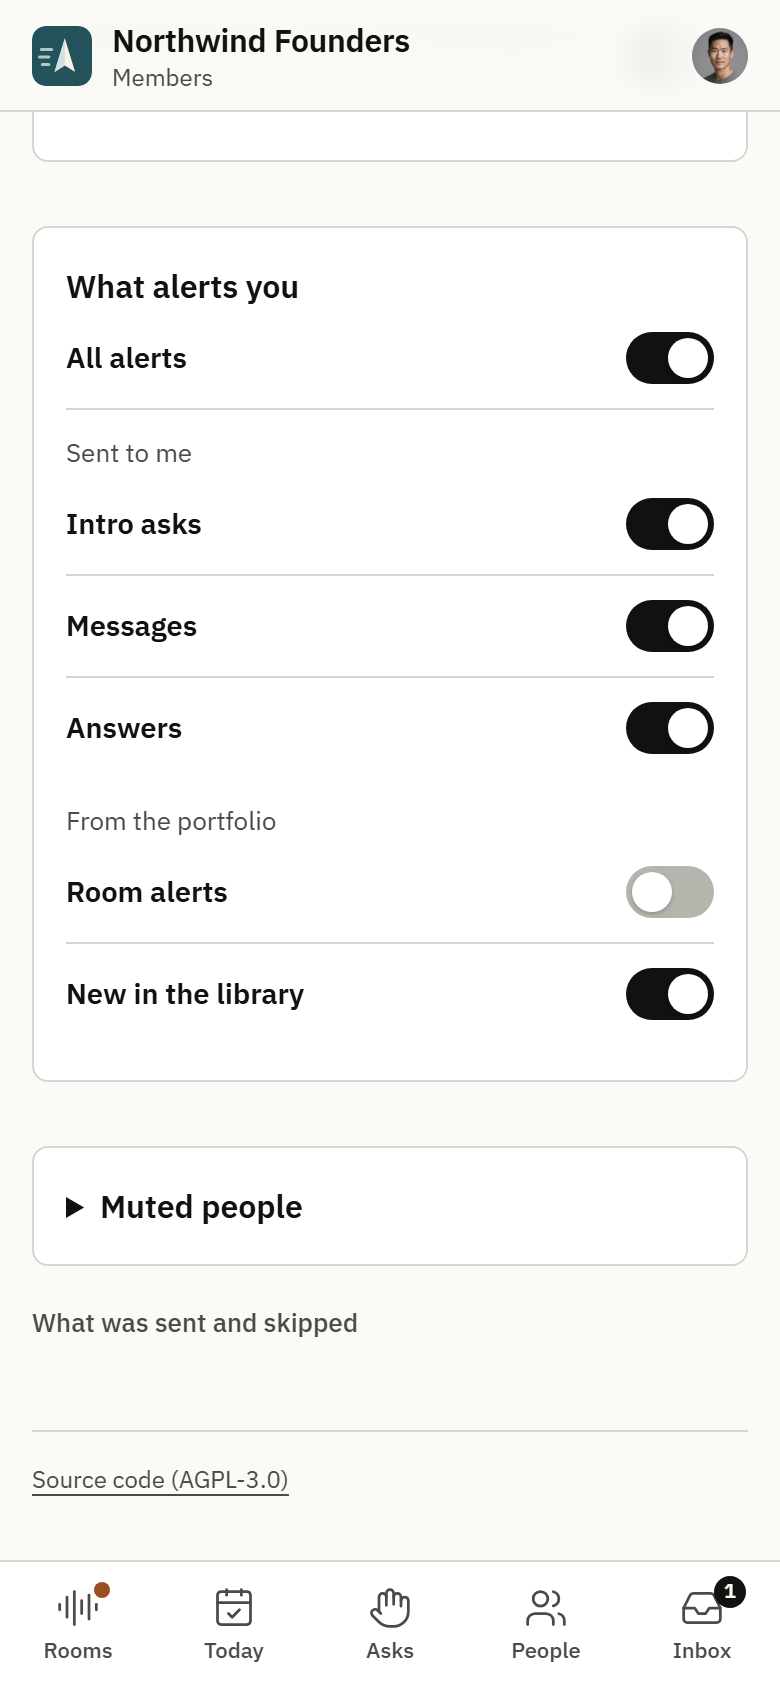 Northwind Founders
Members
What alerts you
All alerts
Sent to me
Intro asks
Messages
Answers
From the portfolio
Room alerts
New in the library
Muted people
What was sent and skipped
Source code (AGPL-3.0)
1
Rooms
Today
Asks
People
Inbox